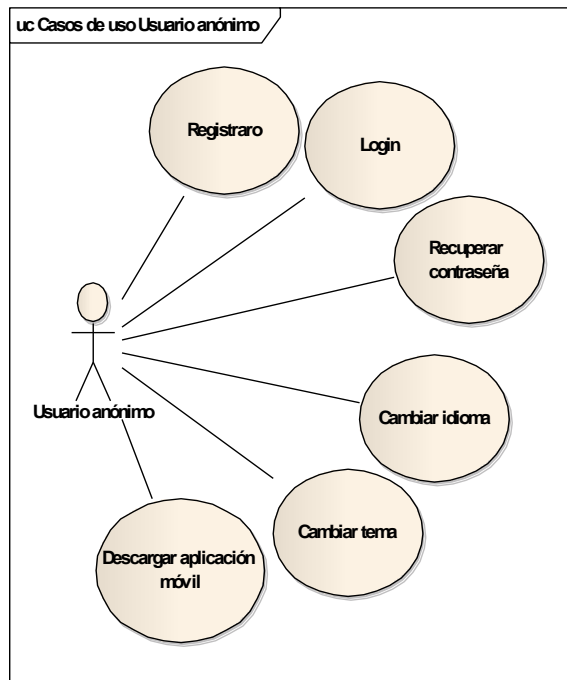 uc Casos de uso Usuario anónimo
Registraro
Login
Recuperar
contraseña
Usuario anónimo
Cambiar idioma
Cambiar tema
Descargar aplicación
móvil